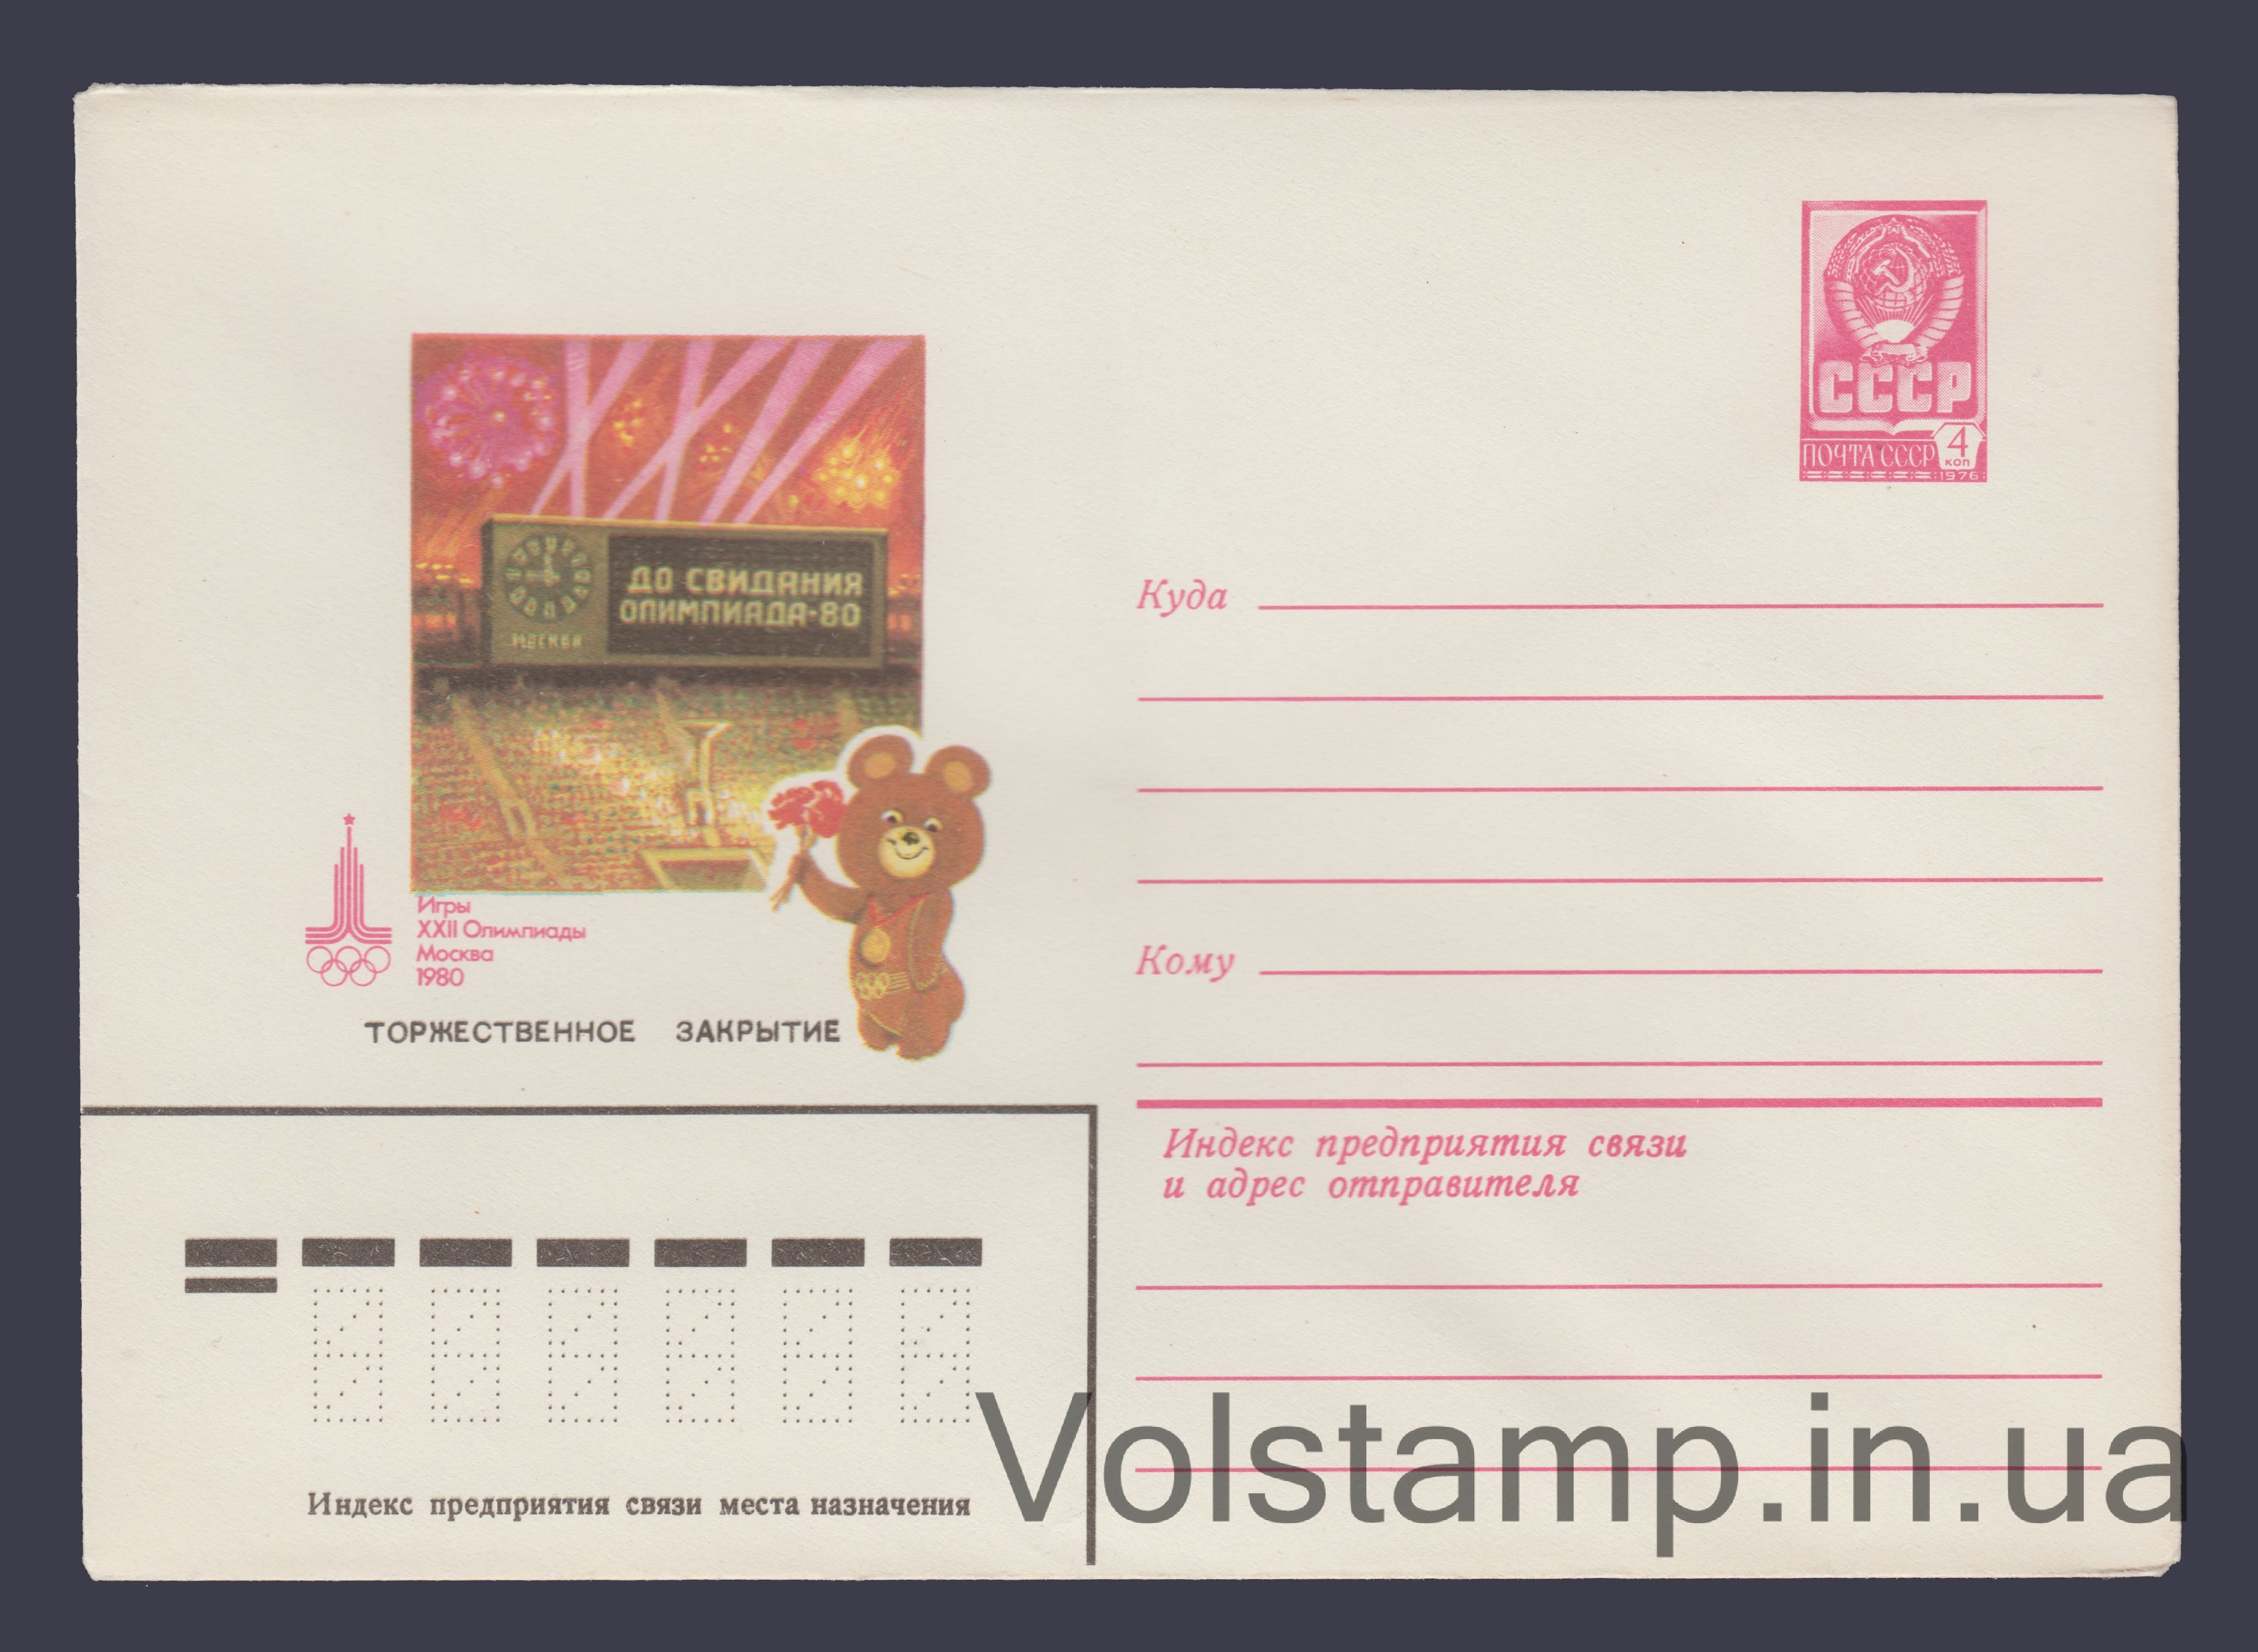 СССР
ПОЧТА СССР 4 коп
1976
ДО СВИДАНИЯ
ОЛИМПИАДА-80
МОСКВА
Игры
XXII Олимпиады
Москва
1980
ТОРЖЕСТВЕННОЕ ЗАКРЫТИЕ
Куда
Кому
Индекс предприятия связи
и адрес отправителя
Индекс предприятия связи места назначения
Volstamp.in.ua